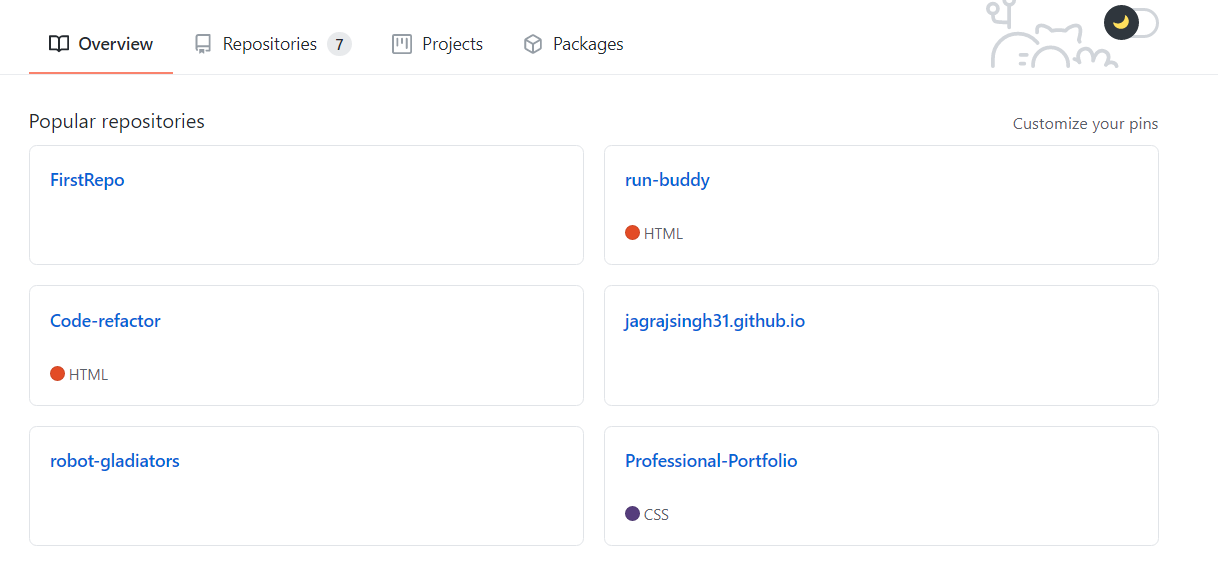 Overview Repositories 7 Projects Packages
Popular repositories Customize your pins
FirstRepo
run-buddy
HTML
Code-refactor
HTML
jagrajsingh31.github.io
robot-gladiators
Professional-Portfolio
CSS